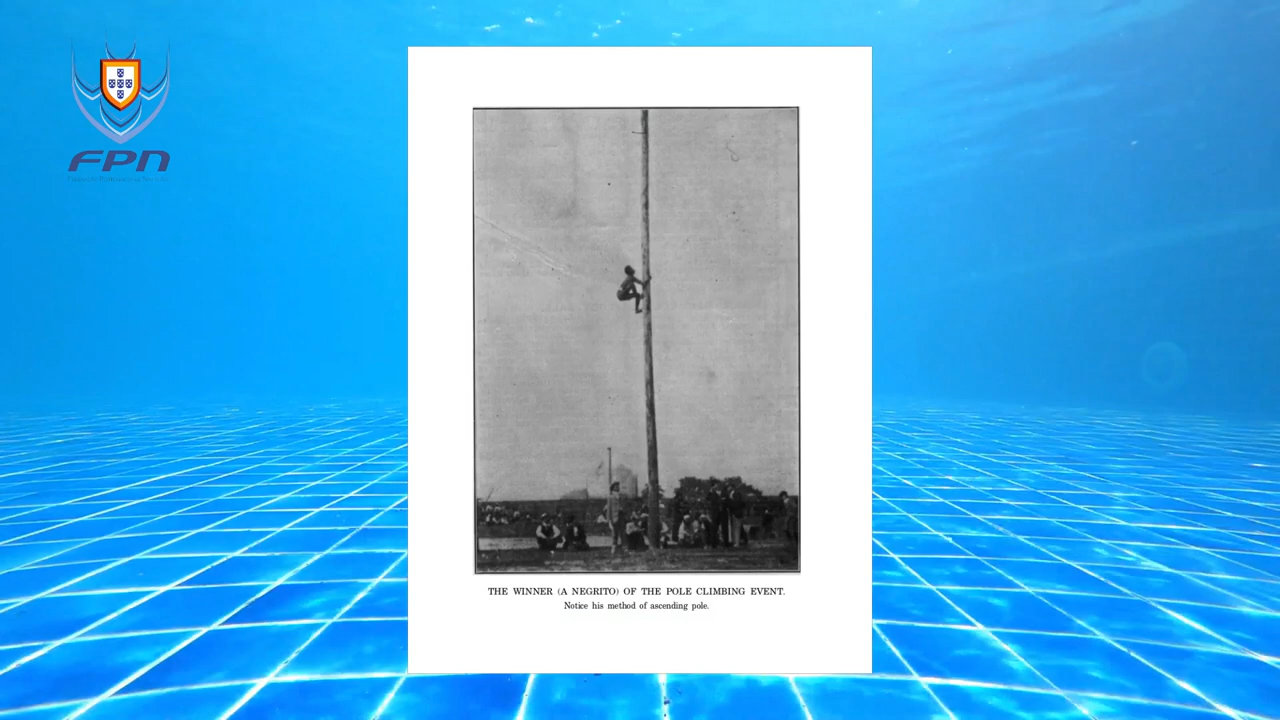 FPN
THE WINNER (A NEGRITO) OF THE POLE CLIMBING EVENT.
Notice his method of ascending pole.